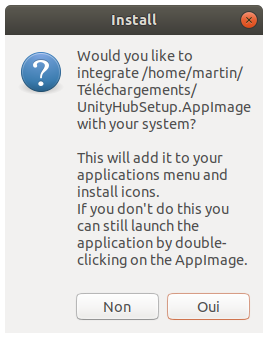 Install
Would you like to
integrate /home/martin/
Téléchargements/
UnityHubSetup.AppImage
with your system?
This will add it to your
applications menu and
install icons.
If you don't do this you
can still launch the
application by double-
clicking on the AppImage.
Non
Oui